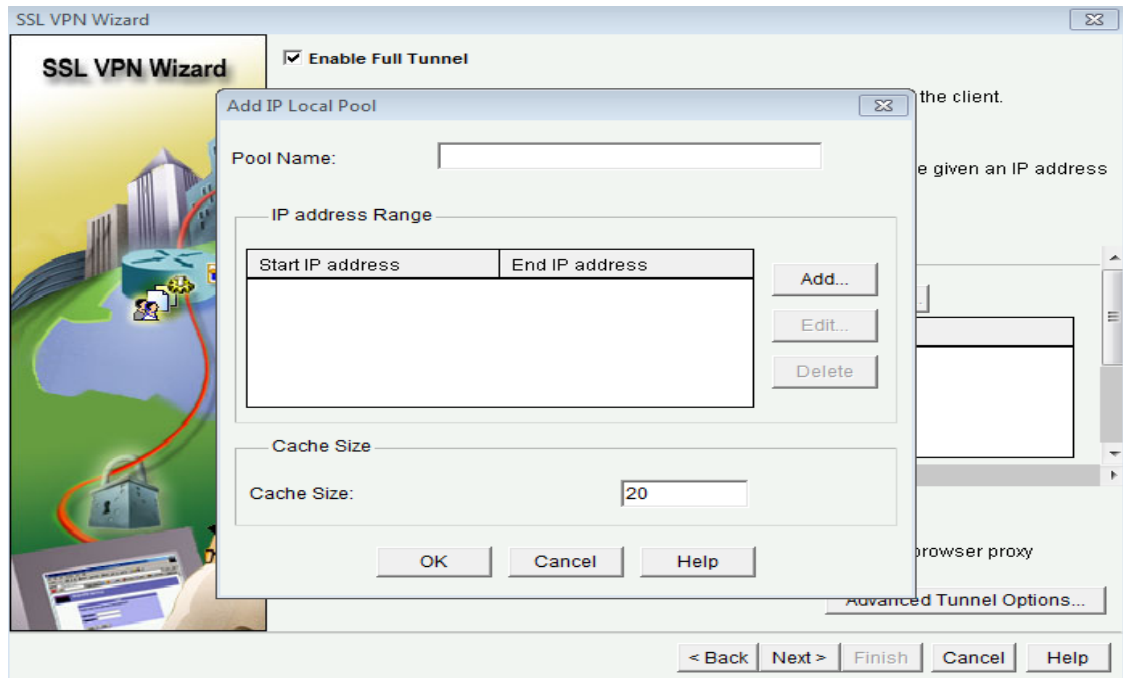 SSL VPN Wizard
SSL VPN Wizard
Enable Full Tunnel
Add IP Local Pool
the client.
Pool Name:
e given an IP address
IP address Range
Start IP address End IP address
Add...
Edit...
Delete
Cache Size
Cache Size: 20
OK Cancel Help
browser proxy
Advanced Tunnel Options...
< Back Next > Finish Cancel Help